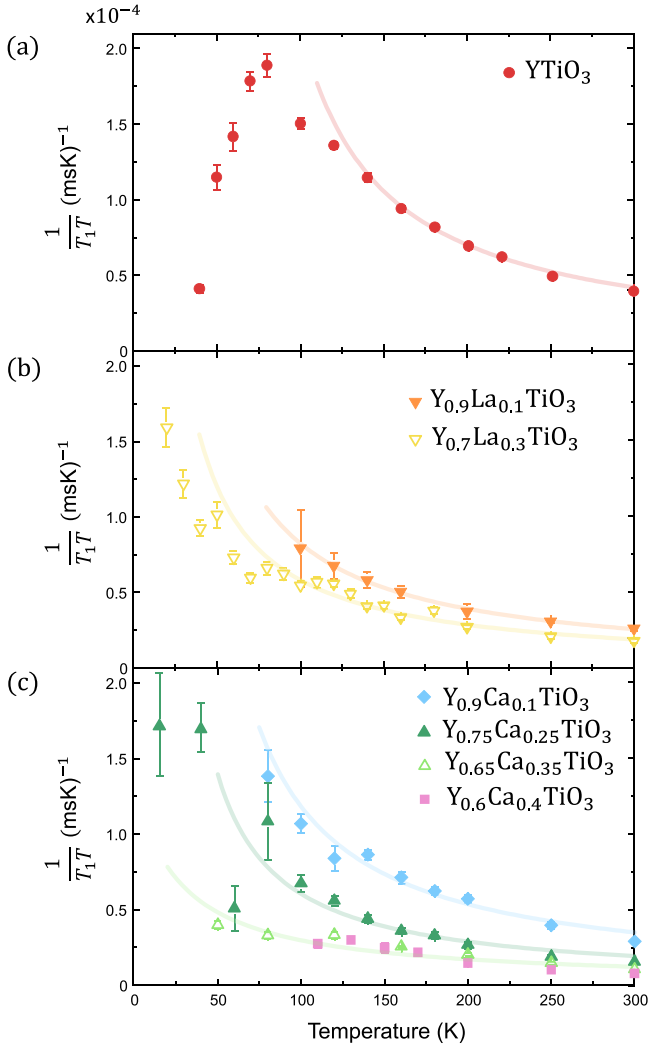 x10⁻⁴
(a)
2.0
1.5
1.0
0.5
0
YTiO₃
1/(T₁T) (msK)⁻¹
(b)
2.0
1.5
1.0
0.5
0
Y₀.₉La₀.₁TiO₃
Y₀.₇La₀.₃TiO₃
1/(T₁T) (msK)⁻¹
(c)
2.0
1.5
1.0
0.5
0
Y₀.₉Ca₀.₁TiO₃
Y₀.₇₅Ca₀.₂₅TiO₃
Y₀.₆₅Ca₀.₃₅TiO₃
Y₀.₆Ca₀.₄TiO₃
1/(T₁T) (msK)⁻¹
0 50 100 150 200 250 300
Temperature (K)